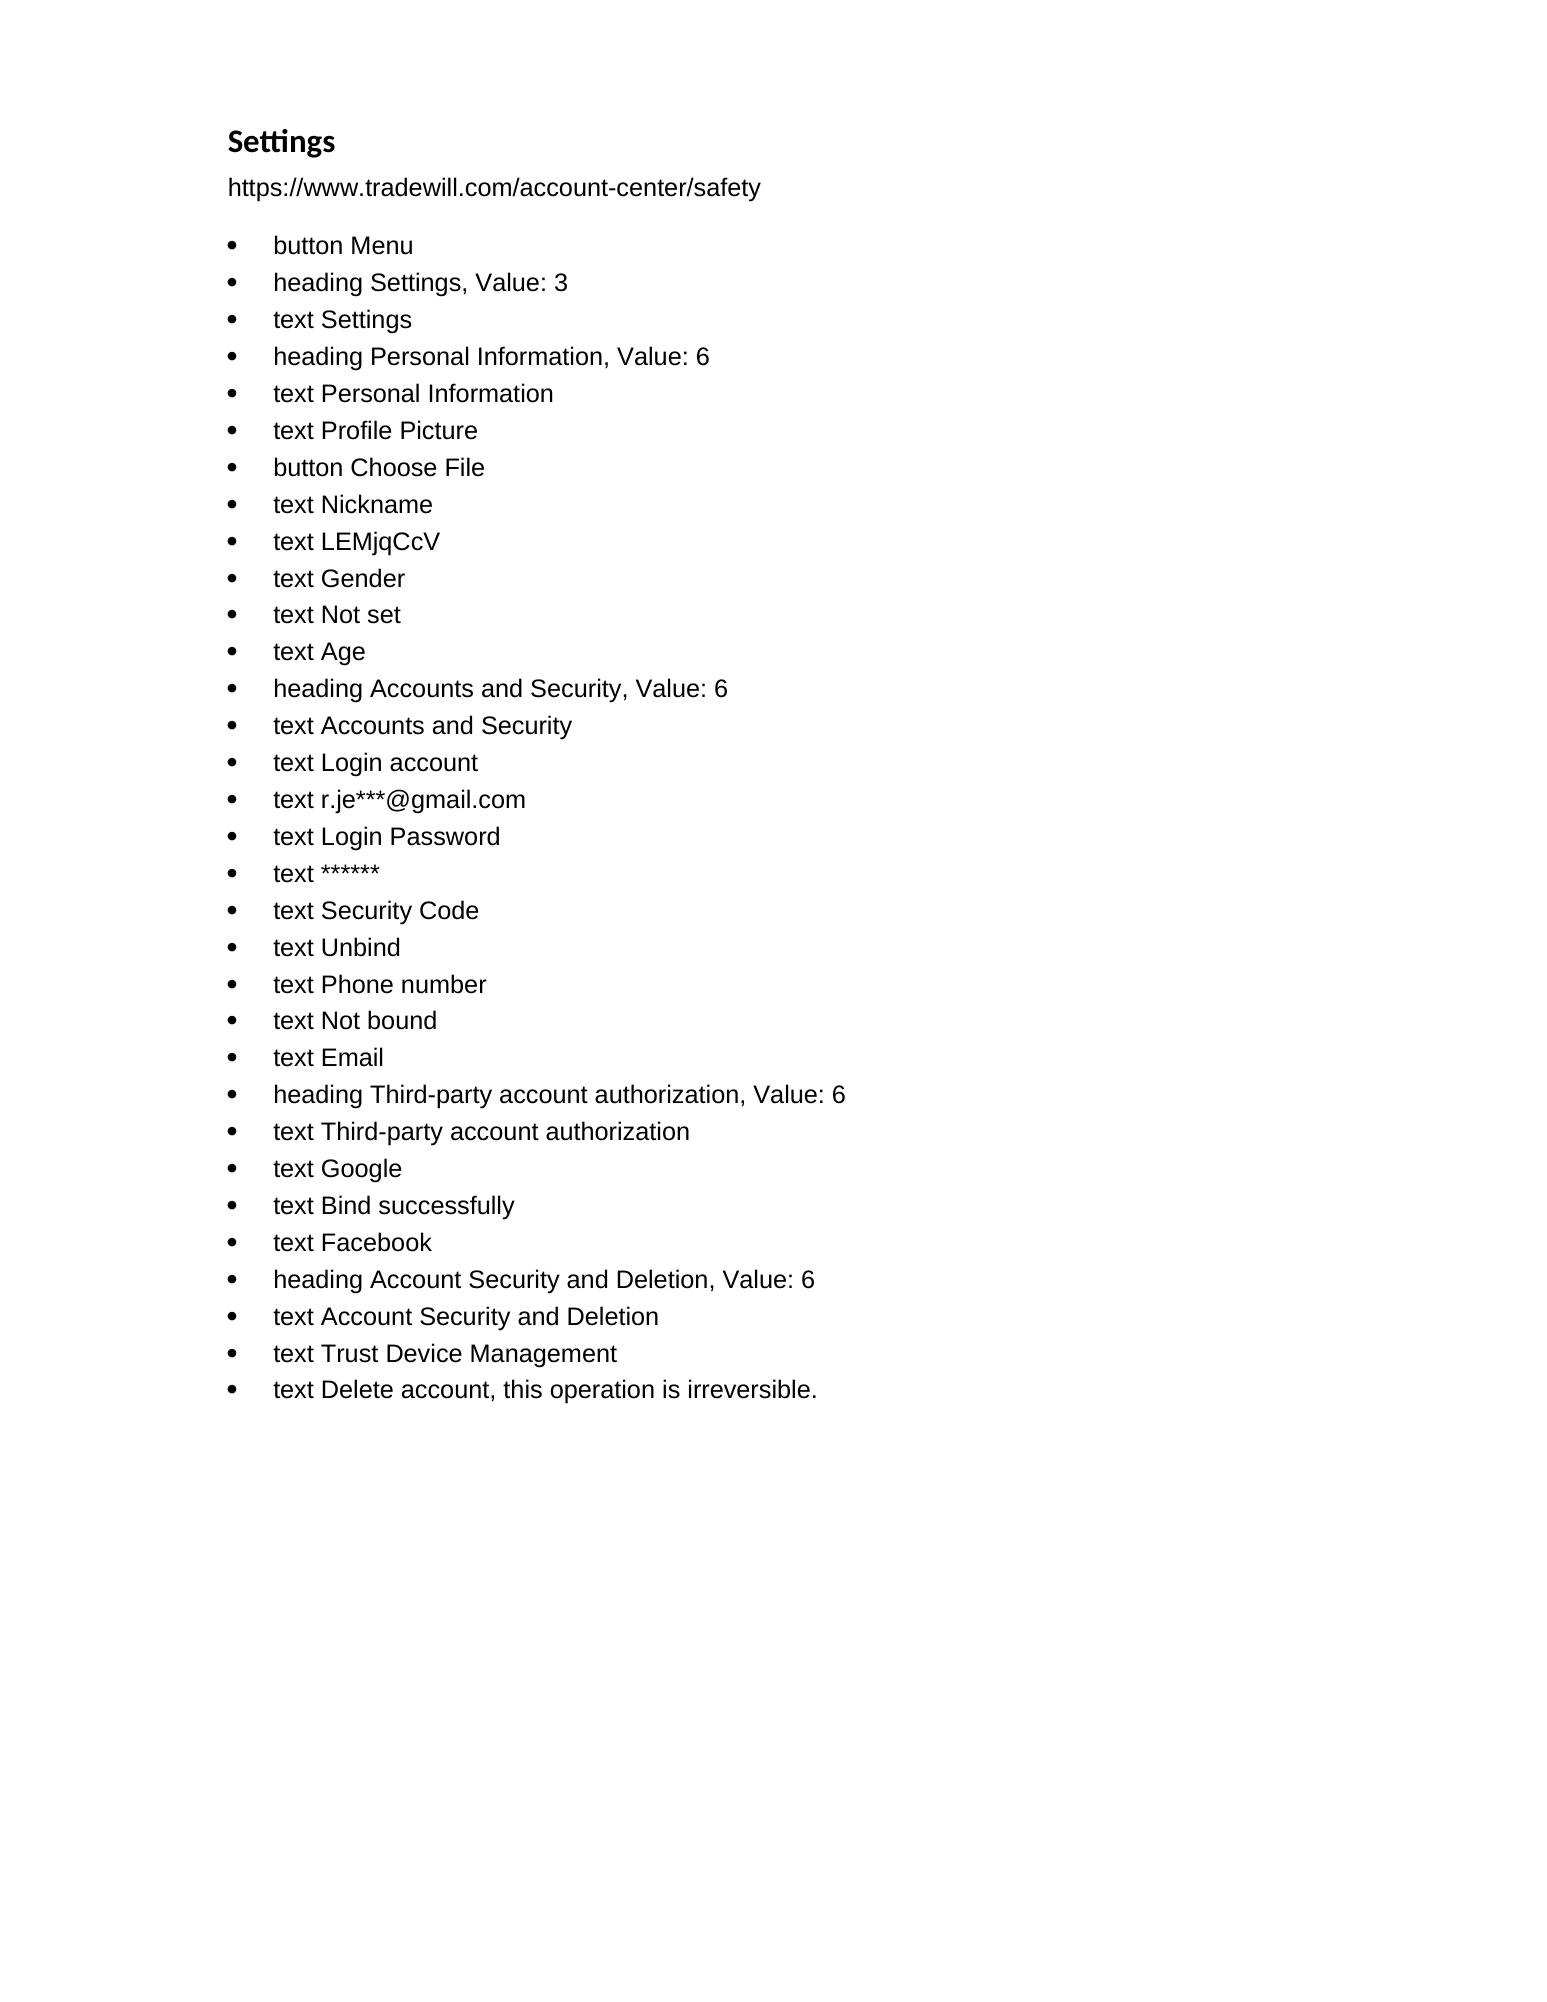 Settings
https://www.tradewill.com/account-center/safety
• button Menu
• heading Settings, Value: 3
• text Settings
• heading Personal Information, Value: 6
• text Personal Information
• text Profile Picture
• button Choose File
• text Nickname
• text LEMjqCcV
• text Gender
• text Not set
• text Age
• heading Accounts and Security, Value: 6
• text Accounts and Security
• text Login account
• text r.je***@gmail.com
• text Login Password
• text ******
• text Security Code
• text Unbind
• text Phone number
• text Not bound
• text Email
• heading Third-party account authorization, Value: 6
• text Third-party account authorization
• text Google
• text Bind successfully
• text Facebook
• heading Account Security and Deletion, Value: 6
• text Account Security and Deletion
• text Trust Device Management
• text Delete account, this operation is irreversible.